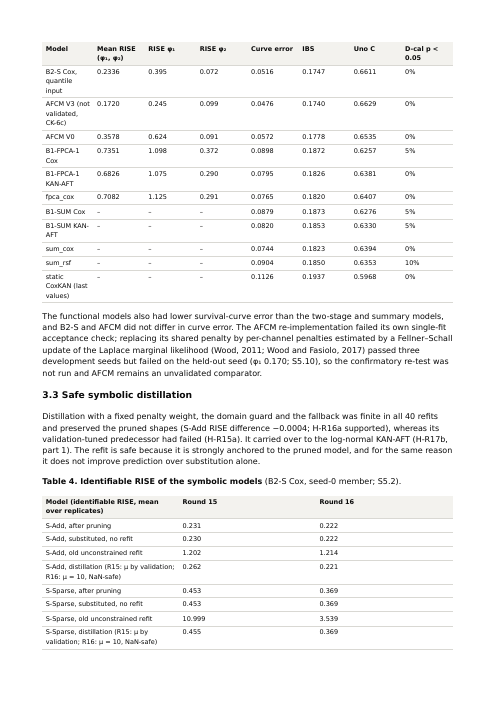 Model Mean RISE (φ₁, φ₂) RISE φ₁ RISE φ₂ Curve error IBS Uno C D-cal p < 0.05
B2-S Cox, quantile input 0.2336 0.395 0.072 0.0516 0.1747 0.6611 0%
AFCM V3 (not validated, CK-6c) 0.1720 0.245 0.099 0.0476 0.1740 0.6629 0%
AFCM V0 0.3578 0.624 0.091 0.0572 0.1778 0.6535 0%
B1-FPCA-1 Cox 0.7351 1.098 0.372 0.0898 0.1872 0.6257 5%
B1-FPCA-1 KAN-AFT 0.6826 1.075 0.290 0.0795 0.1826 0.6381 0%
fpca_cox 0.7082 1.125 0.291 0.0765 0.1820 0.6407 0%
B1-SUM Cox – – – 0.0879 0.1873 0.6276 5%
B1-SUM KAN-AFT – – – 0.0820 0.1853 0.6330 5%
sum_cox – – – 0.0744 0.1823 0.6394 0%
sum_rsf – – – 0.0904 0.1850 0.6353 10%
static CoxKAN (last values) – – – 0.1126 0.1937 0.5968 0%
The functional models also had lower survival-curve error than the two-stage and summary models,
and B2-S and AFCM did not differ in curve error. The AFCM re-implementation failed its own single-fit
acceptance check; replacing its shared penalty by per-channel penalties estimated by a Fellner–Schall
update of the Laplace marginal likelihood (Wood, 2011; Wood and Fasiolo, 2017) passed three
development seeds but failed on the held-out seed (φ₁ 0.170; S5.10), so the confirmatory re-test was
not run and AFCM remains an unvalidated comparator.
3.3 Safe symbolic distillation
Distillation with a fixed penalty weight, the domain guard and the fallback was finite in all 40 refits
and preserved the pruned shapes (S-Add RISE difference −0.0004; H-R16a supported), whereas its
validation-tuned predecessor had failed (H-R15a). It carried over to the log-normal KAN-AFT (H-R17b,
part 1). The refit is safe because it is strongly anchored to the pruned model, and for the same reason
it does not improve prediction over substitution alone.
Table 4. Identifiable RISE of the symbolic models (B2-S Cox, seed-0 member; S5.2).
Model (identifiable RISE, mean over replicates) Round 15 Round 16
S-Add, after pruning 0.231 0.222
S-Add, substituted, no refit 0.230 0.222
S-Add, old unconstrained refit 1.202 1.214
S-Add, distillation (R15: μ by validation; R16: μ = 10, NaN-safe) 0.262 0.221
S-Sparse, after pruning 0.453 0.369
S-Sparse, substituted, no refit 0.453 0.369
S-Sparse, old unconstrained refit 10.999 3.539
S-Sparse, distillation (R15: μ by validation; R16: μ = 10, NaN-safe) 0.455 0.369